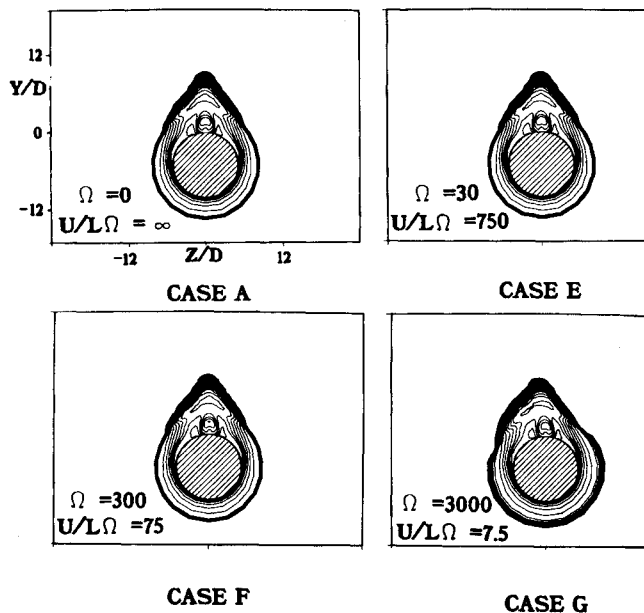 12
Y/D
0
-12
Ω =0
U/LΩ = ∞
-12
Z/D
12
CASE A
Ω =30
U/LΩ =750
CASE E
Ω =300
U/LΩ =75
CASE F
Ω =3000
U/LΩ =7.5
CASE G